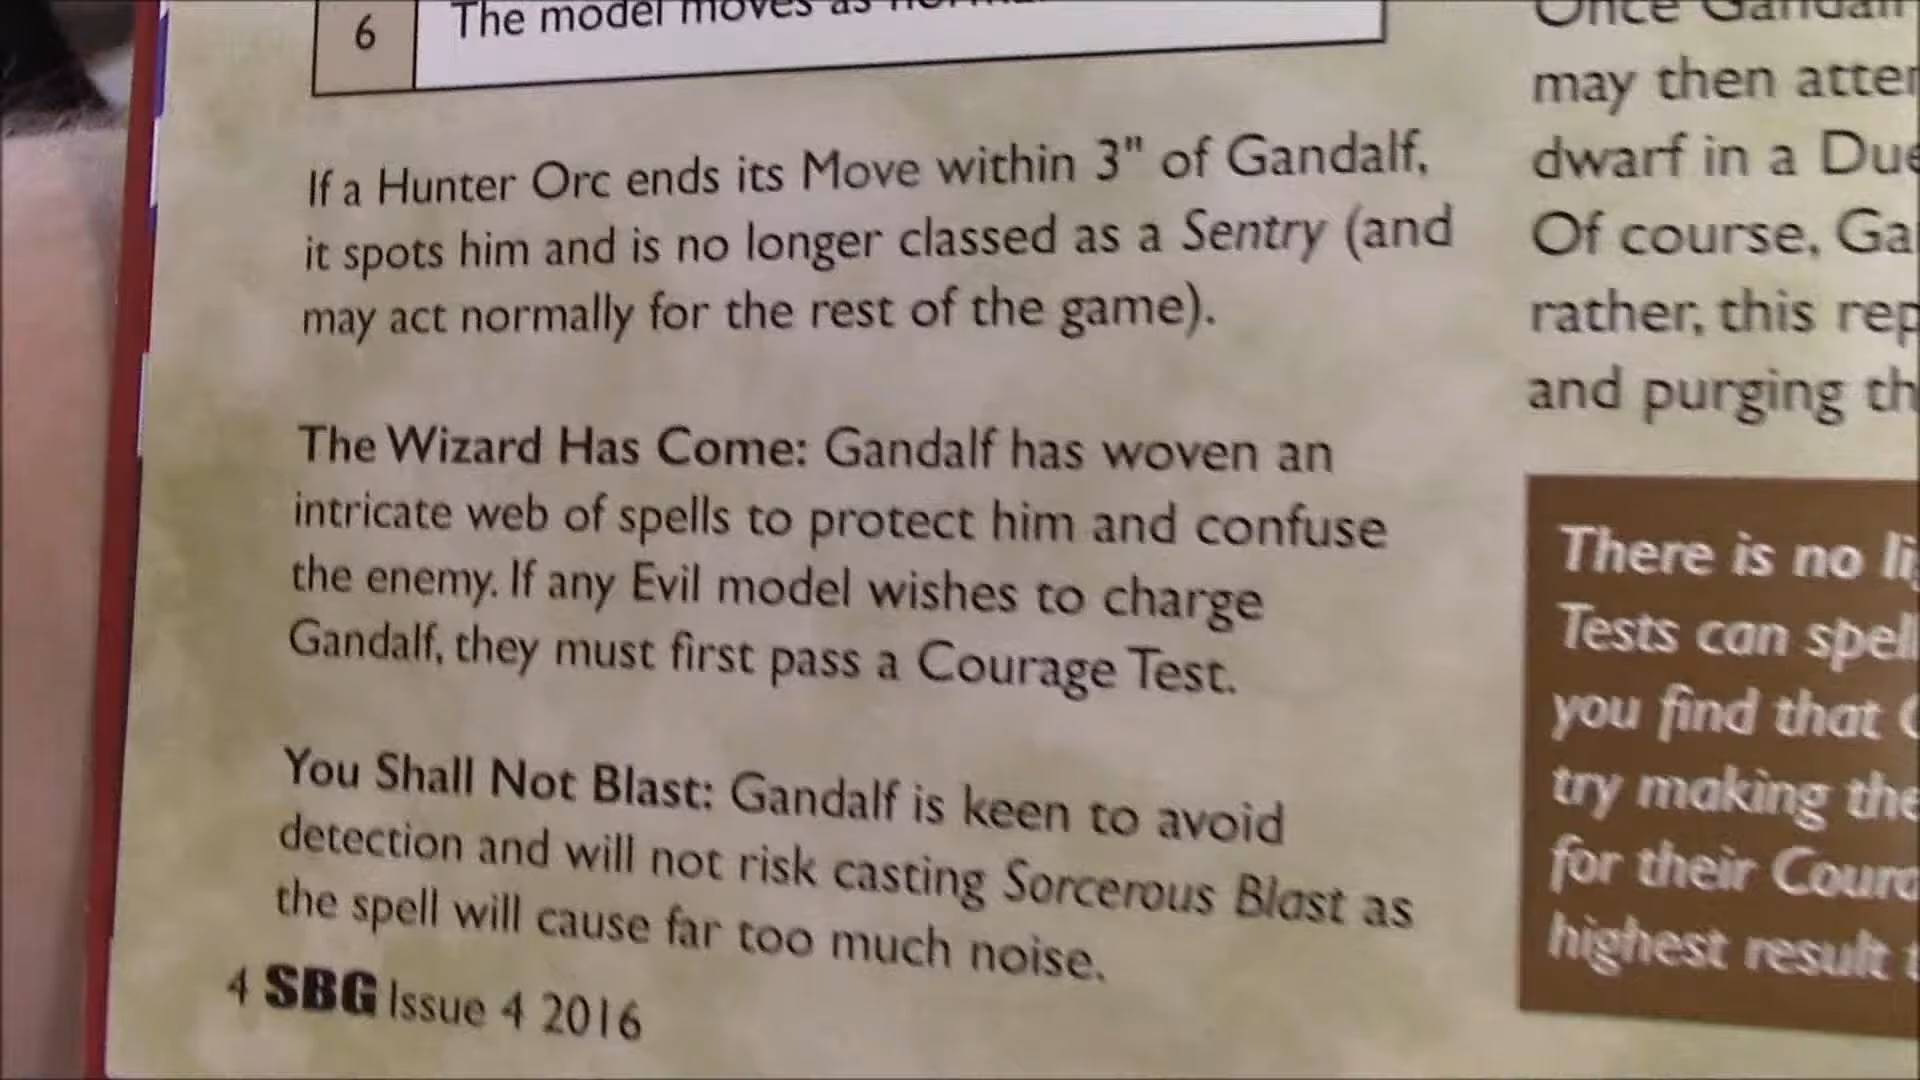 6
The model moves as
If a Hunter Orc ends its Move within 3" of Gandalf,
it spots him and is no longer classed as a Sentry (and
may act normally for the rest of the game).
The Wizard Has Come: Gandalf has woven an
intricate web of spells to protect him and confuse
the enemy. If any Evil model wishes to charge
Gandalf, they must first pass a Courage Test.
You Shall Not Blast: Gandalf is keen to avoid
detection and will not risk casting Sorcerous Blast as
the spell will cause far too much noise.
4 SBG Issue 4 2016
Once Gandalf
may then
dwarf in a
Of course,
rather, this
and purging
There is no
Tests can
you find that
try making
for their
highest result